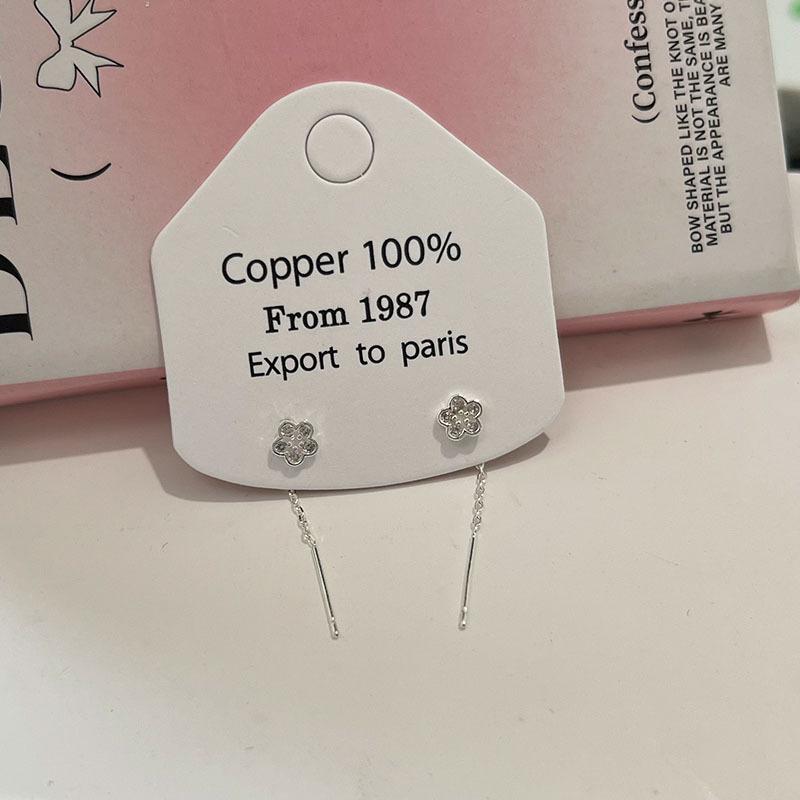 Copper 100%
From 1987
Export to paris
(Confess
BOW SHAPED LIKE THE KNOT O
MATERIAL IS NOT THE SAME, T
BUT THE APPEARANCE IS BEA
ARE MANY